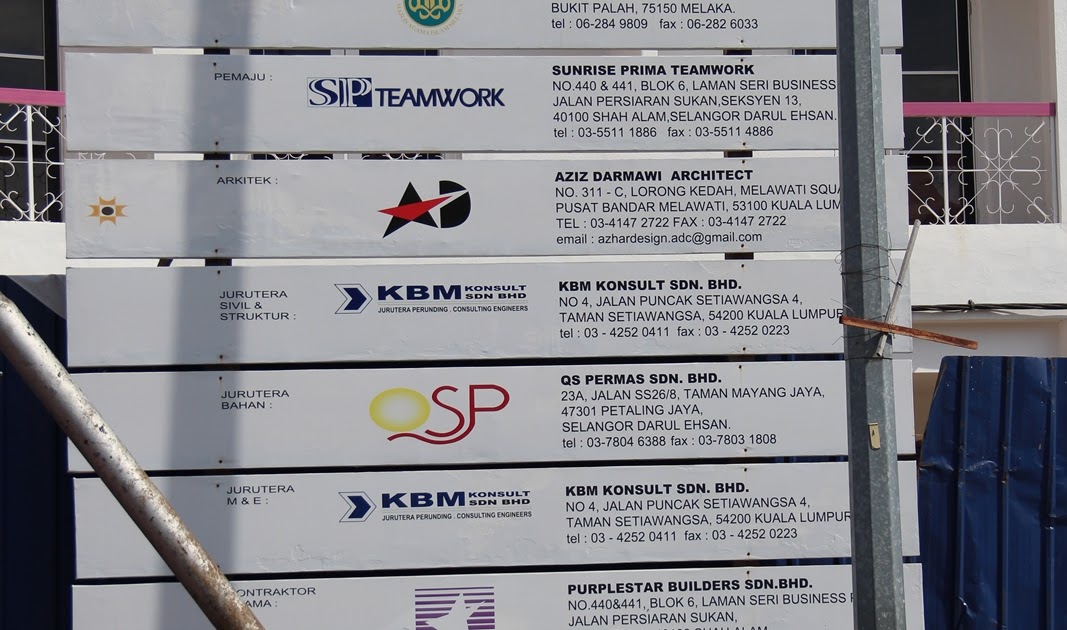 BUKIT PALAH, 75150 MELAKA.
tel : 06-284 9809 fax : 06-282 6033
PEMAJU :
SP TEAMWORK
SUNRISE PRIMA TEAMWORK
NO.440 & 441, BLOK 6, LAMAN SERI BUSINESS
JALAN PERSIARAN SUKAN,SEKSYEN 13,
40100 SHAH ALAM,SELANGOR DARUL EHSAN.
tel : 03-5511 1886 fax : 03-5511 4886
ARKITEK :
AD
AZIZ DARMAWI ARCHITECT
NO. 311 - C, LORONG KEDAH, MELAWATI SQUA
PUSAT BANDAR MELAWATI, 53100 KUALA LUM
TEL : 03-4147 2722 FAX : 03-4147 2722
email : azhardesign.adc@gmail.com
JURUTERA
SIVIL &
STRUKTUR :
KBM KONSULT
SDN BHD
JURUTERA PERUNDING . CONSULTING ENGINEERS
KBM KONSULT SDN. BHD.
NO 4, JALAN PUNCAK SETIAWANGSA 4,
TAMAN SETIAWANGSA, 54200 KUALA LUMPUR
tel : 03 - 4252 0411 fax : 03 - 4252 0223
JURUTERA
BAHAN :
QSP
QS PERMAS SDN. BHD.
23A, JALAN SS26/8, TAMAN MAYANG JAYA,
47301 PETALING JAYA,
SELANGOR DARUL EHSAN.
tel : 03-7804 6388 fax : 03-7803 1808
JURUTERA
M & E :
KBM KONSULT
SDN BHD
JURUTERA PERUNDING . CONSULTING ENGINEERS
KBM KONSULT SDN. BHD.
NO 4, JALAN PUNCAK SETIAWANGSA 4,
TAMAN SETIAWANGSA, 54200 KUALA LUMPUR
tel : 03 - 4252 0411 fax : 03 - 4252 0223
ONTRAKTOR
AMA :
PURPLESTAR BUILDERS SDN.BHD.
NO.440&441, BLOK 6, LAMAN SERI BUSINESS
JALAN PERSIARAN SUKAN,